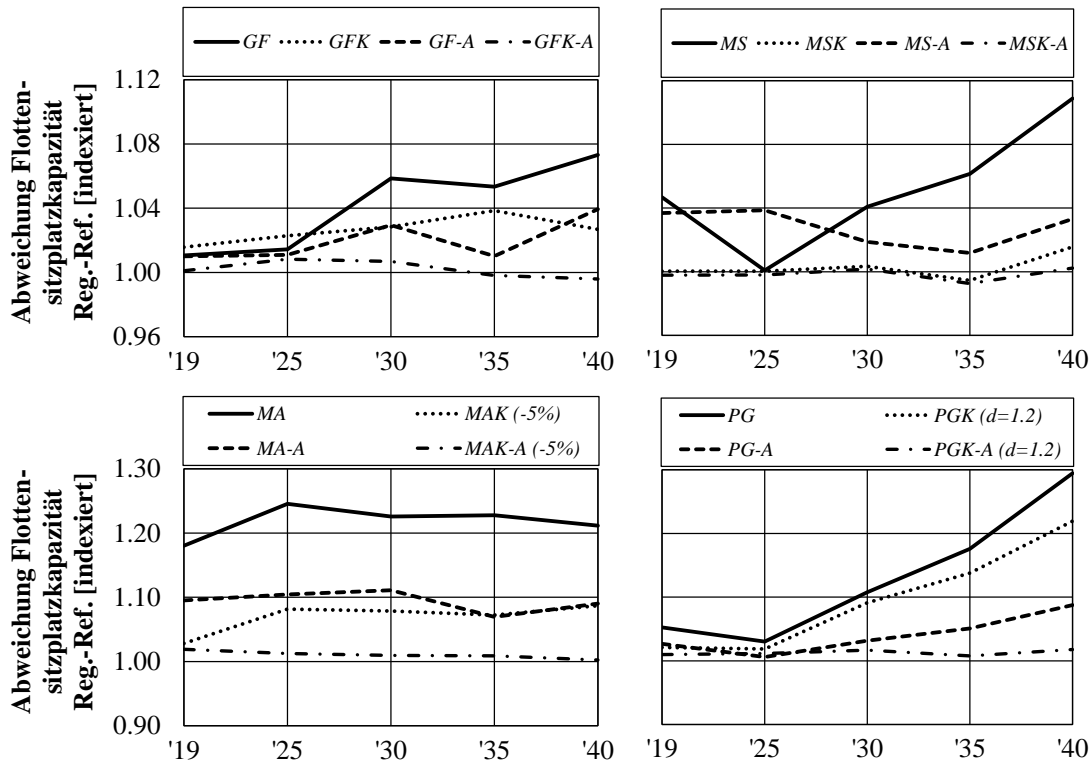 GF GFK GF-A GFK-A
MS MSK MS-A MSK-A
Abweichung Flotten-
sitzplatzkapazität
Reg.-Ref. [indexiert]
1.12
1.08
1.04
1.00
0.96
'19 '25 '30 '35 '40
'19 '25 '30 '35 '40
MA MAK (-5%)
MA-A MAK-A (-5%)
PG PGK (d=1.2)
PG-A PGK-A (d=1.2)
Abweichung Flotten-
sitzplatzkapazität
Reg.-Ref. [indexiert]
1.30
1.20
1.10
1.00
0.90
'19 '25 '30 '35 '40
'19 '25 '30 '35 '40